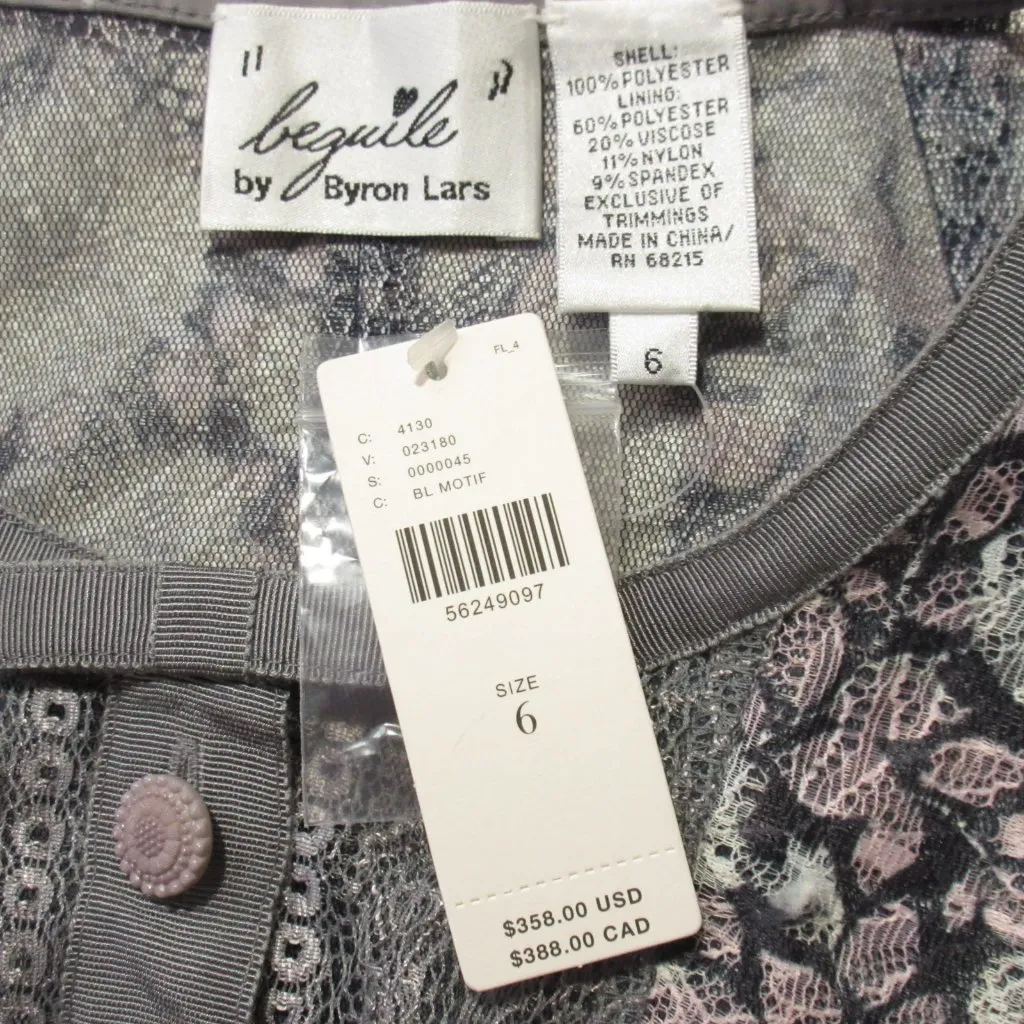 "beguile"
by Byron Lars
SHELL:
100% POLYESTER
LINING:
60% POLYESTER
20% VISCOSE
11% NYLON
9% SPANDEX
EXCLUSIVE OF
TRIMMINGS
MADE IN CHINA/
RN 68215
6
FL_4
C: 4130
V: 023180
S: 0000045
C: BL MOTIF
56249097
SIZE
6
$358.00 USD
$388.00 CAD